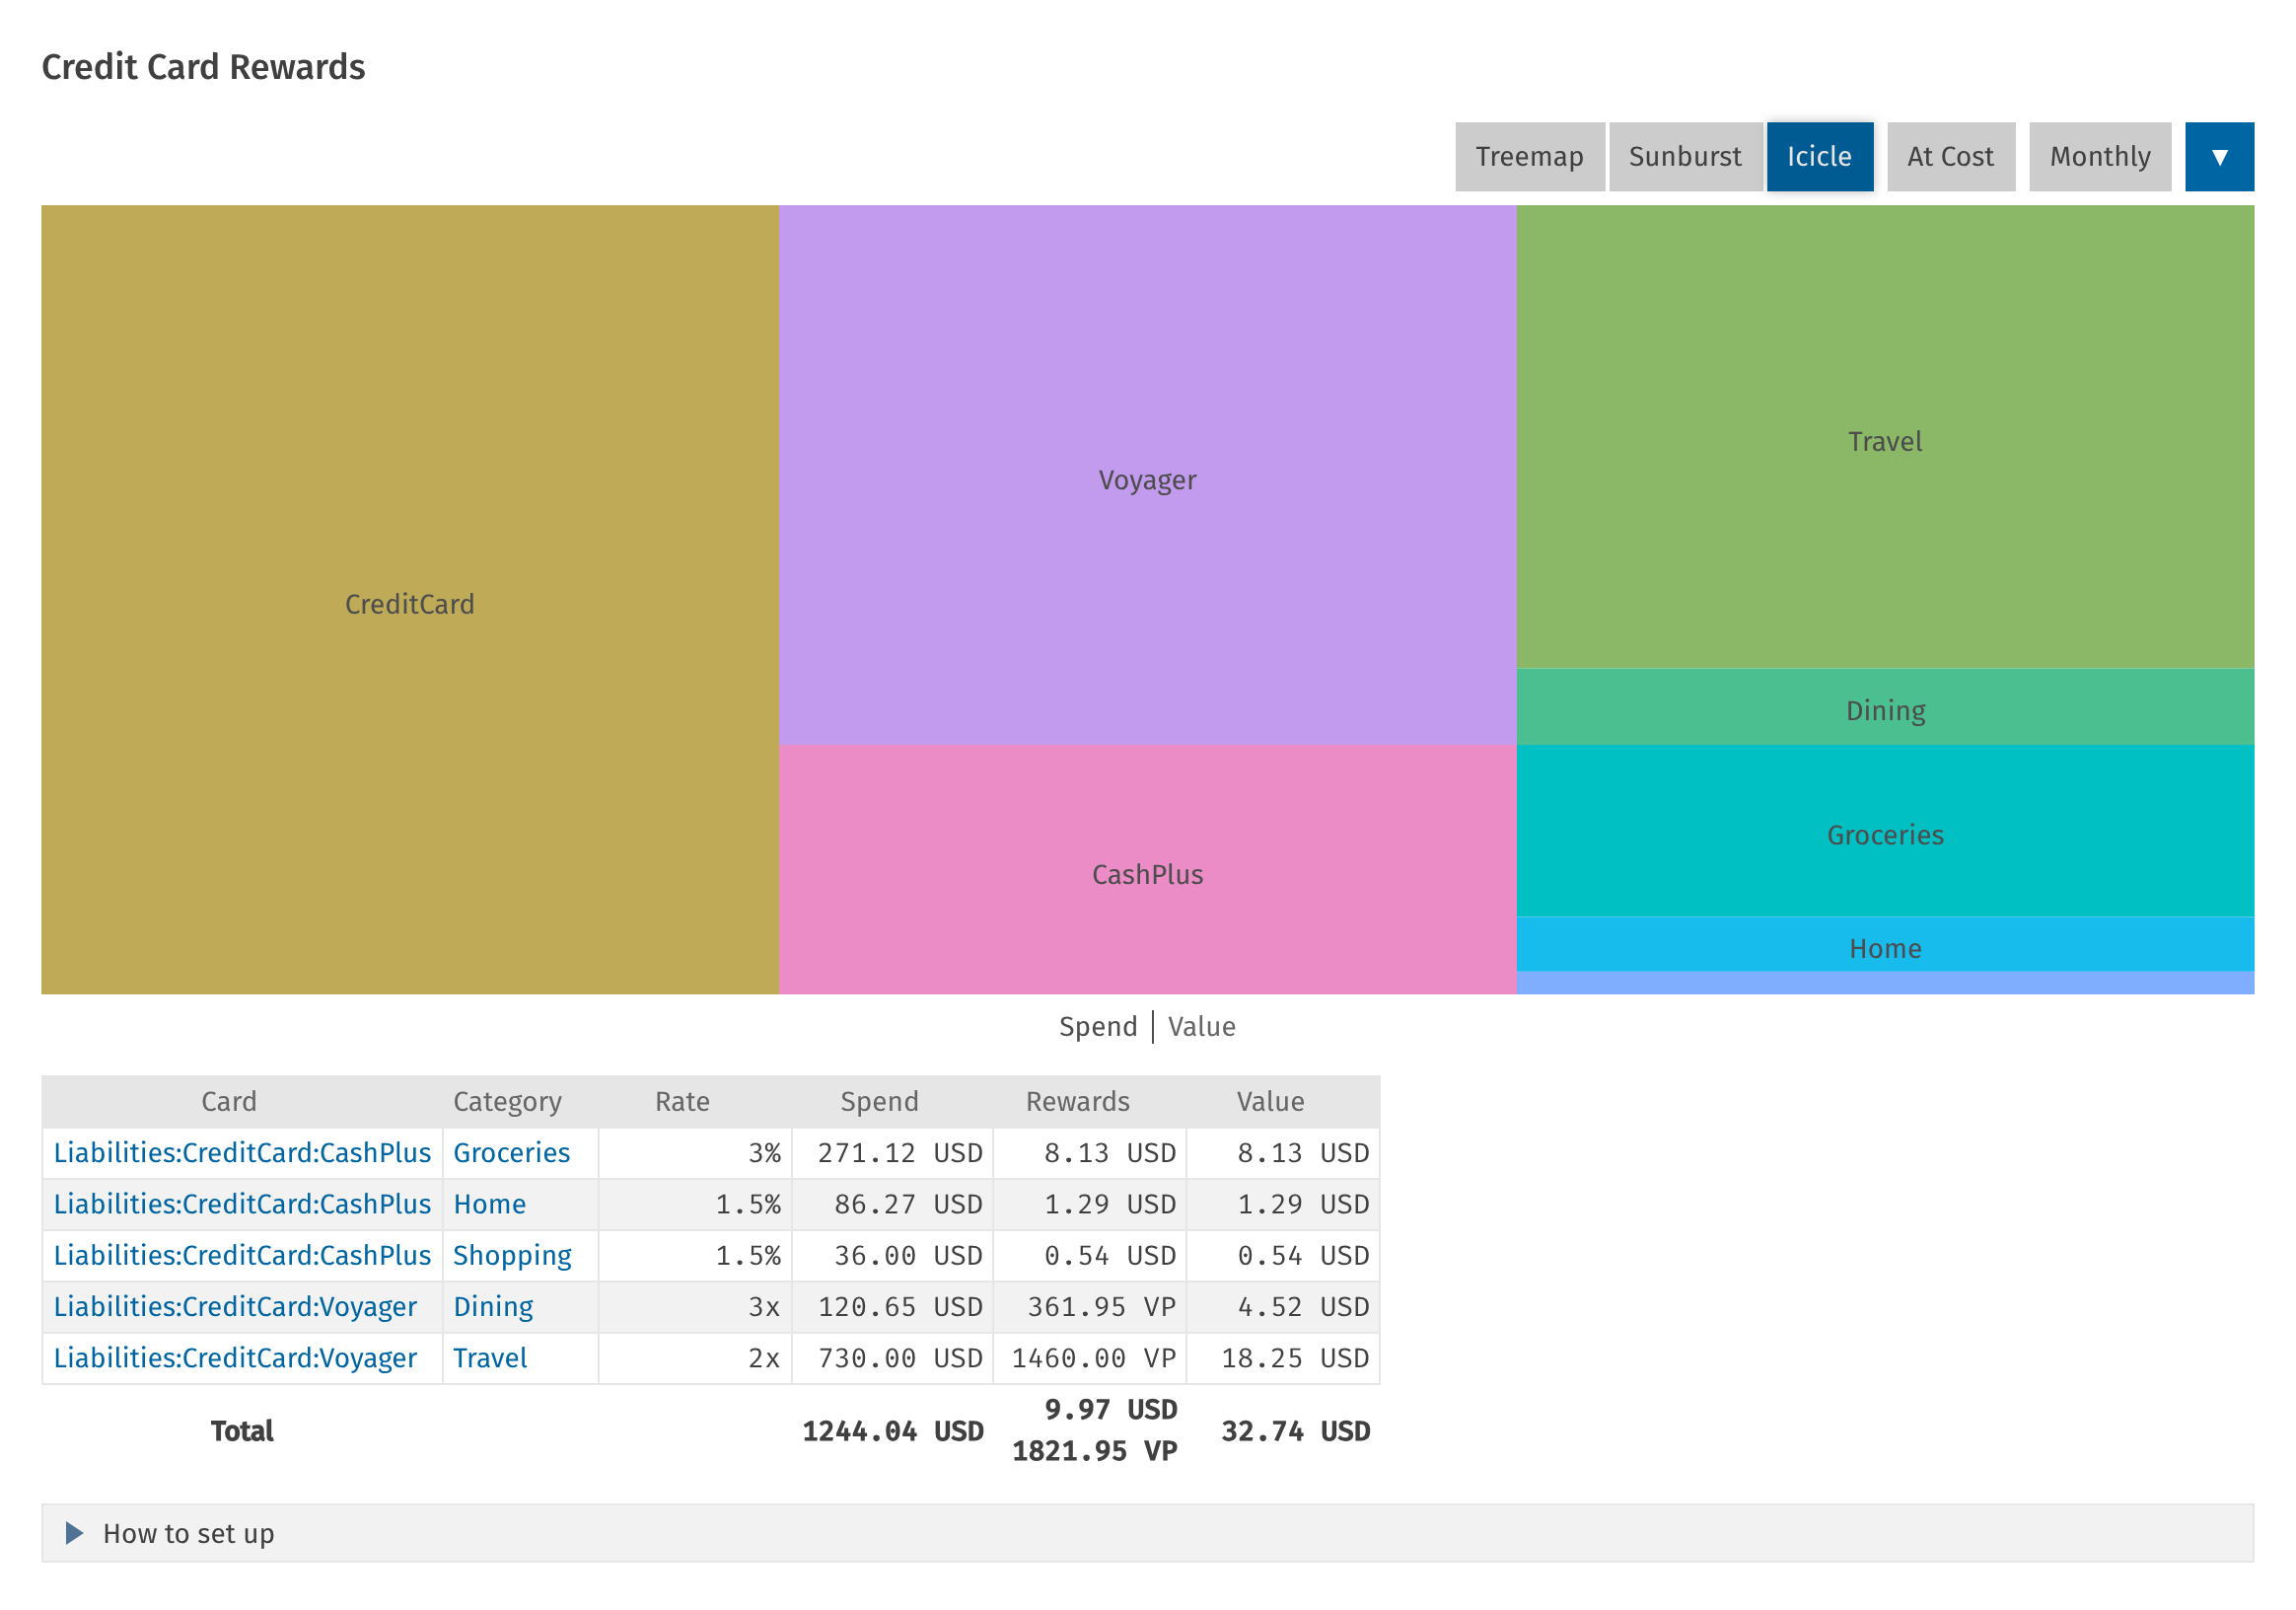 Credit Card Rewards
Treemap Sunburst Icicle At Cost Monthly ▼
CreditCard
Voyager
CashPlus
Travel
Dining
Groceries
Home
Spend | Value
Card Category Rate Spend Rewards Value
Liabilities:CreditCard:CashPlus Groceries 3% 271.12 USD 8.13 USD 8.13 USD
Liabilities:CreditCard:CashPlus Home 1.5% 86.27 USD 1.29 USD 1.29 USD
Liabilities:CreditCard:CashPlus Shopping 1.5% 36.00 USD 0.54 USD 0.54 USD
Liabilities:CreditCard:Voyager Dining 3x 120.65 USD 361.95 VP 4.52 USD
Liabilities:CreditCard:Voyager Travel 2x 730.00 USD 1460.00 VP 18.25 USD
Total 1244.04 USD 9.97 USD 32.74 USD
1821.95 VP
How to set up